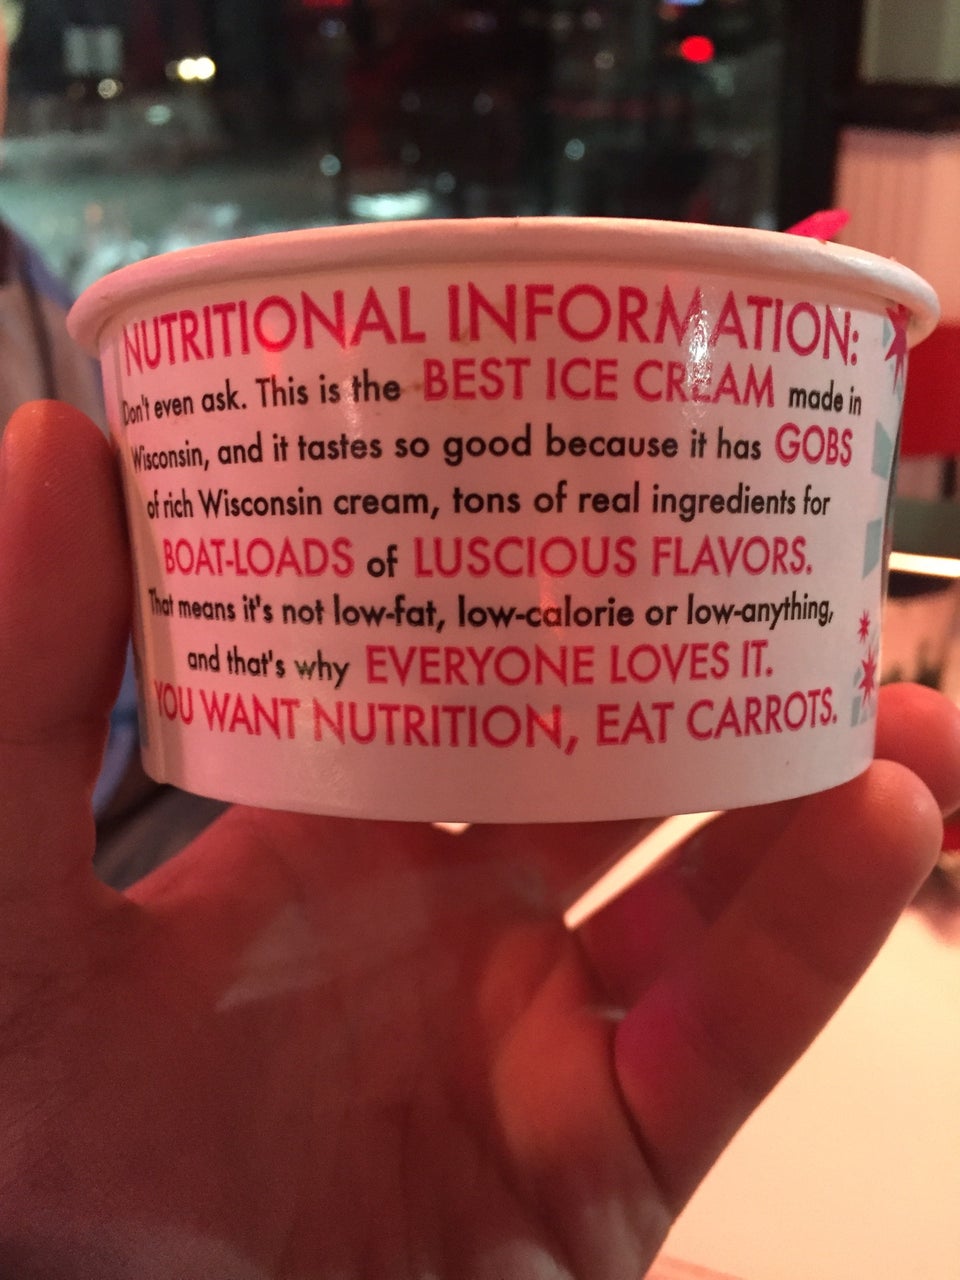 NUTRITIONAL INFORMATION:
Don't even ask. This is the BEST ICE CREAM made in
Wisconsin, and it tastes so good because it has GOBS
of rich Wisconsin cream, tons of real ingredients for
BOAT-LOADS of LUSCIOUS FLAVORS.
That means it's not low-fat, low-calorie or low-anything,
and that's why EVERYONE LOVES IT.
YOU WANT NUTRITION, EAT CARROTS.